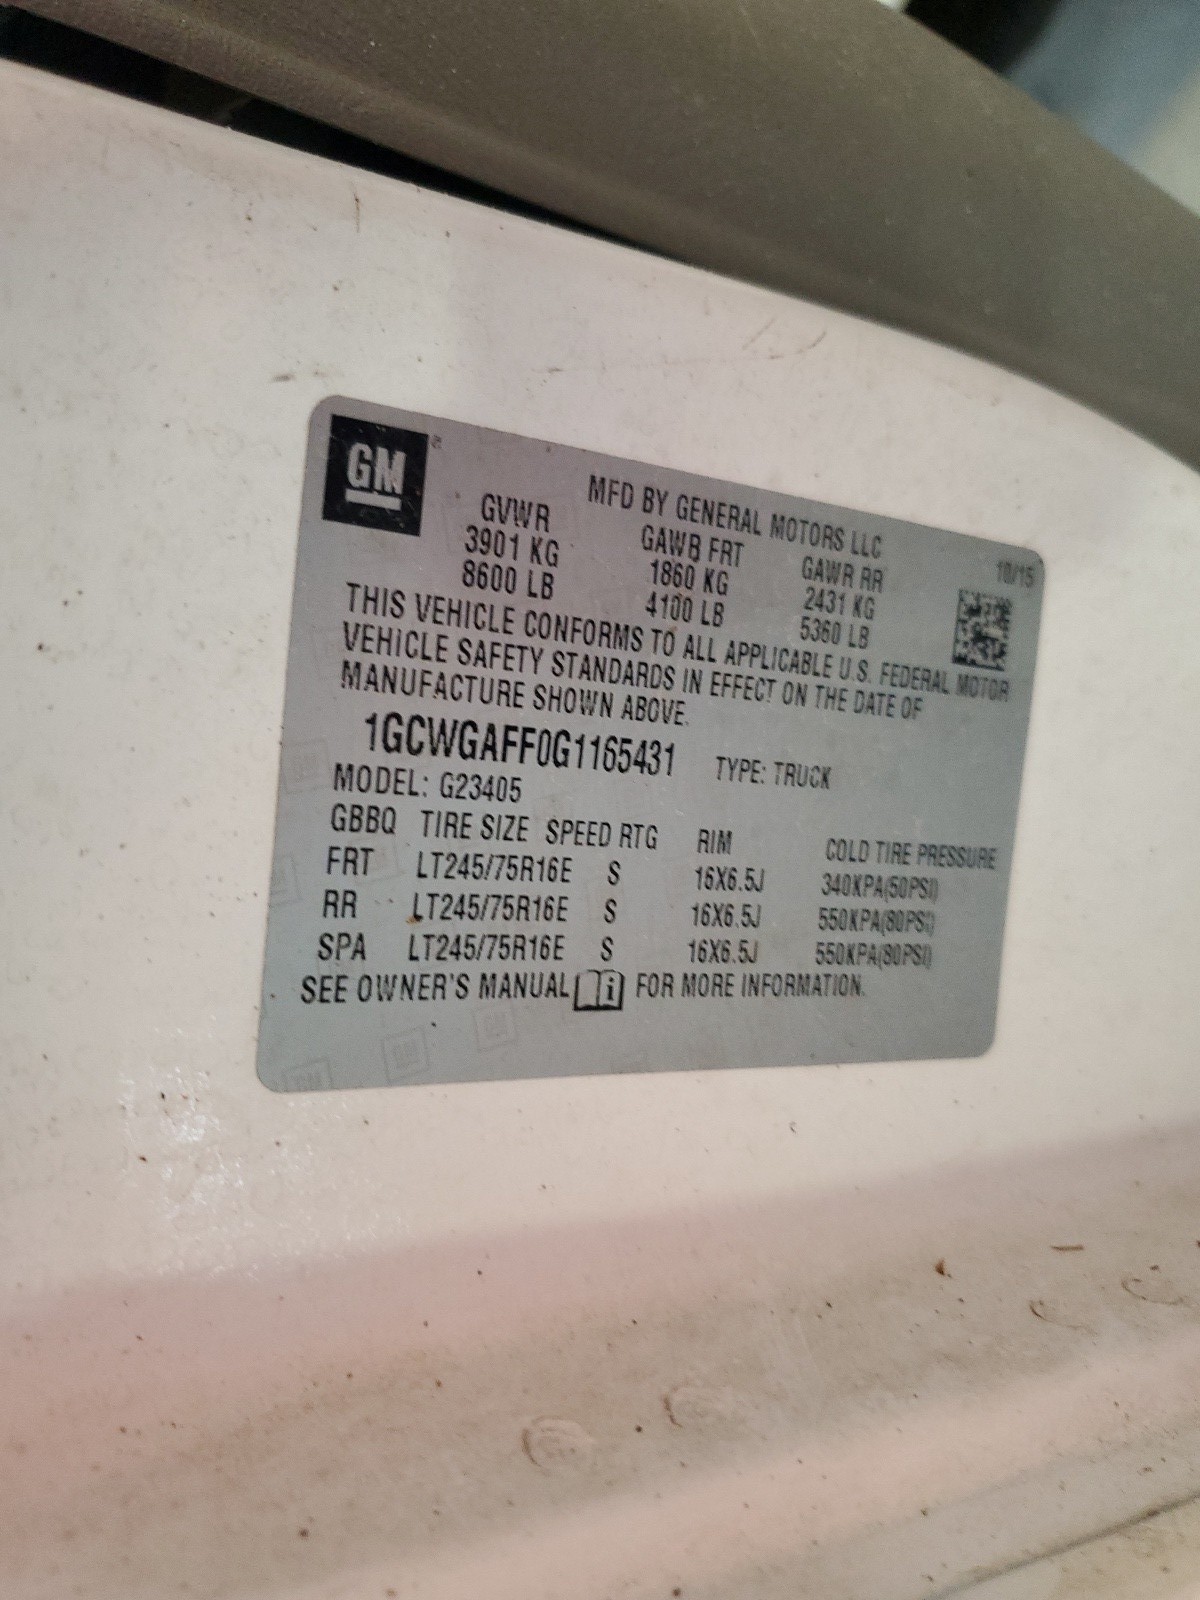 GM
MFD BY GENERAL MOTORS LLC
10/15
GVWR GAWB FRT GAWR RR
3901 KG 1860 KG 2431 KG
8600 LB 4100 LB 5360 LB
THIS VEHICLE CONFORMS TO ALL APPLICABLE U.S. FEDERAL MOTOR
VEHICLE SAFETY STANDARDS IN EFFECT ON THE DATE OF
MANUFACTURE SHOWN ABOVE.
1GCWGAFF0G1165431 TYPE: TRUCK
MODEL: G23405
GBBQ TIRE SIZE SPEED RTG RIM COLD TIRE PRESSURE
FRT LT245/75R16E S 16X6.5J 340KPA(50PSI)
RR LT245/75R16E S 16X6.5J 550KPA(80PSI)
SPA LT245/75R16E S 16X6.5J 550KPA(80PSI)
SEE OWNER'S MANUAL i FOR MORE INFORMATION.